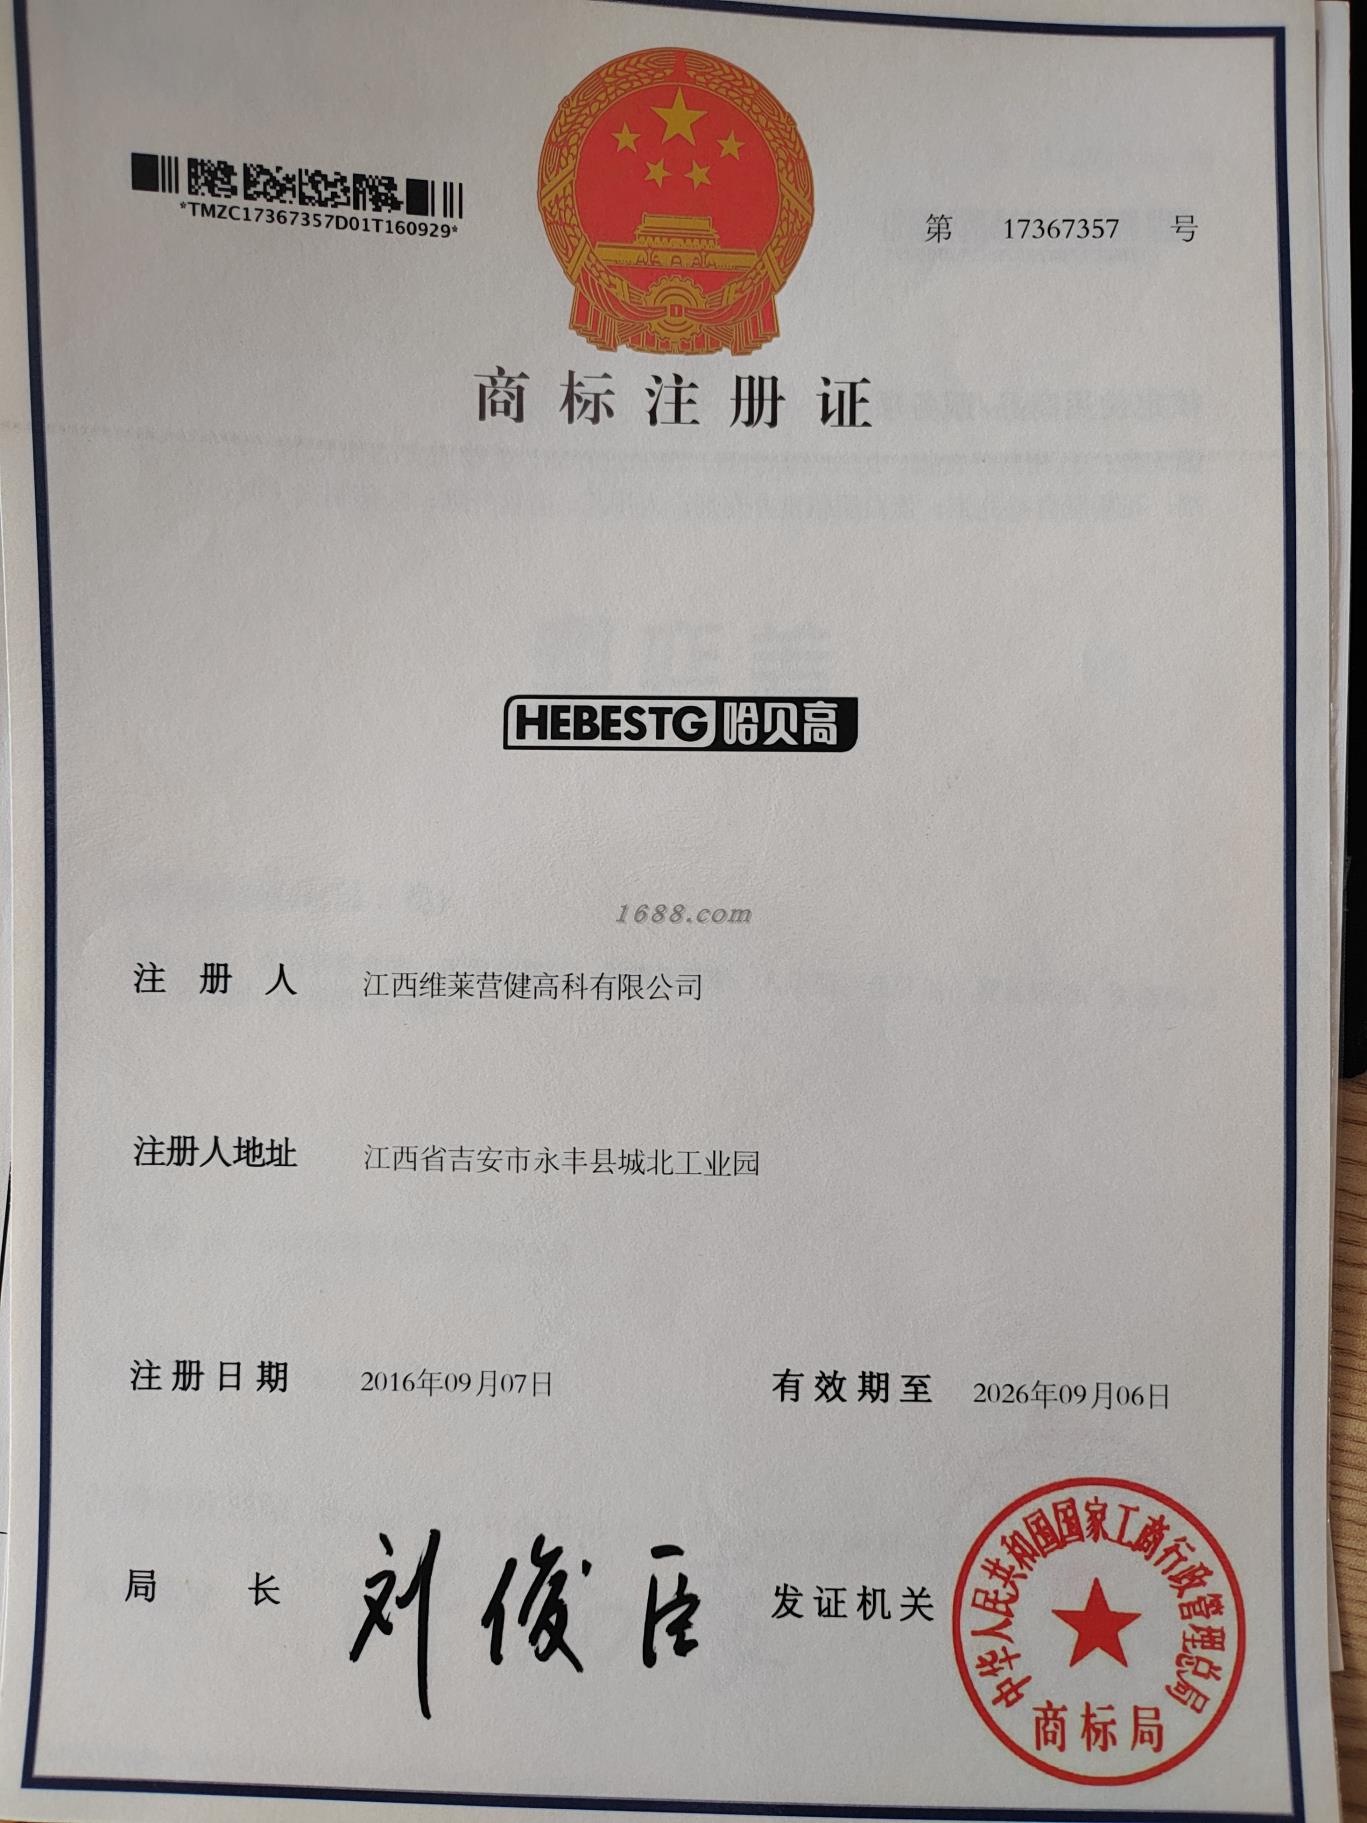 *TMZC17367357D01T160929*
第 17367357 号
商标注册证
HEBESTG 哈贝高
1688.com
注册人 江西维莱营健高科有限公司
注册人地址 江西省吉安市永丰县城北工业园
注册日期 2016年09月07日 有效期至 2026年09月06日
局长 刘俊臣 发证机关
中华人民共和国国家工商行政管理总局
商标局